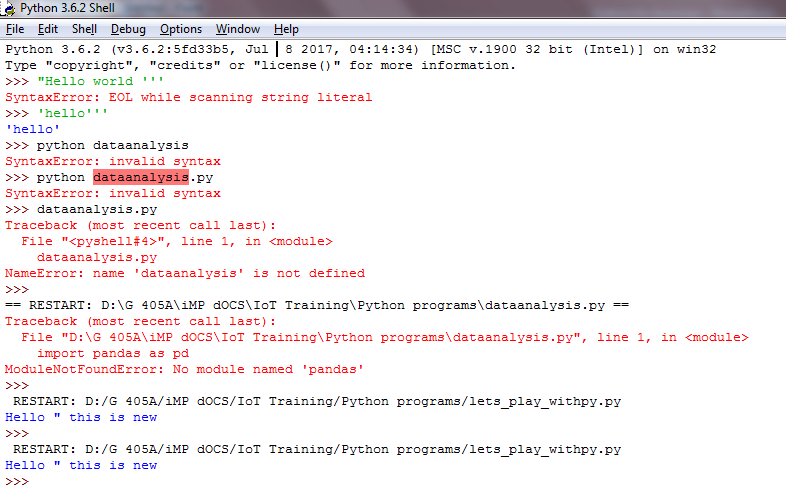 Python 3.6.2 Shell
File Edit Shell Debug Options Window Help
Python 3.6.2 (v3.6.2:5fd33b5, Jul 8 2017, 04:14:34) [MSC v.1900 32 bit (Intel)] on win32
Type "copyright", "credits" or "license()" for more information.
>>> "Hello world '''
SyntaxError: EOL while scanning string literal
>>> 'hello'''
'hello'
>>> python dataanalysis
SyntaxError: invalid syntax
>>> python dataanalysis.py
SyntaxError: invalid syntax
>>> dataanalysis.py
Traceback (most recent call last):
  File "<pyshell#4>", line 1, in <module>
    dataanalysis.py
NameError: name 'dataanalysis' is not defined
>>>
== RESTART: D:\G 405A\iMP dOCS\IoT Training\Python programs\dataanalysis.py ==
Traceback (most recent call last):
  File "D:\G 405A\iMP dOCS\IoT Training\Python programs\dataanalysis.py", line 1, in <module>
    import pandas as pd
ModuleNotFoundError: No module named 'pandas'
>>>
 RESTART: D:/G 405A/iMP dOCS/IoT Training/Python programs/lets_play_withpy.py
Hello " this is new
>>>
 RESTART: D:/G 405A/iMP dOCS/IoT Training/Python programs/lets_play_withpy.py
Hello " this is new
>>>